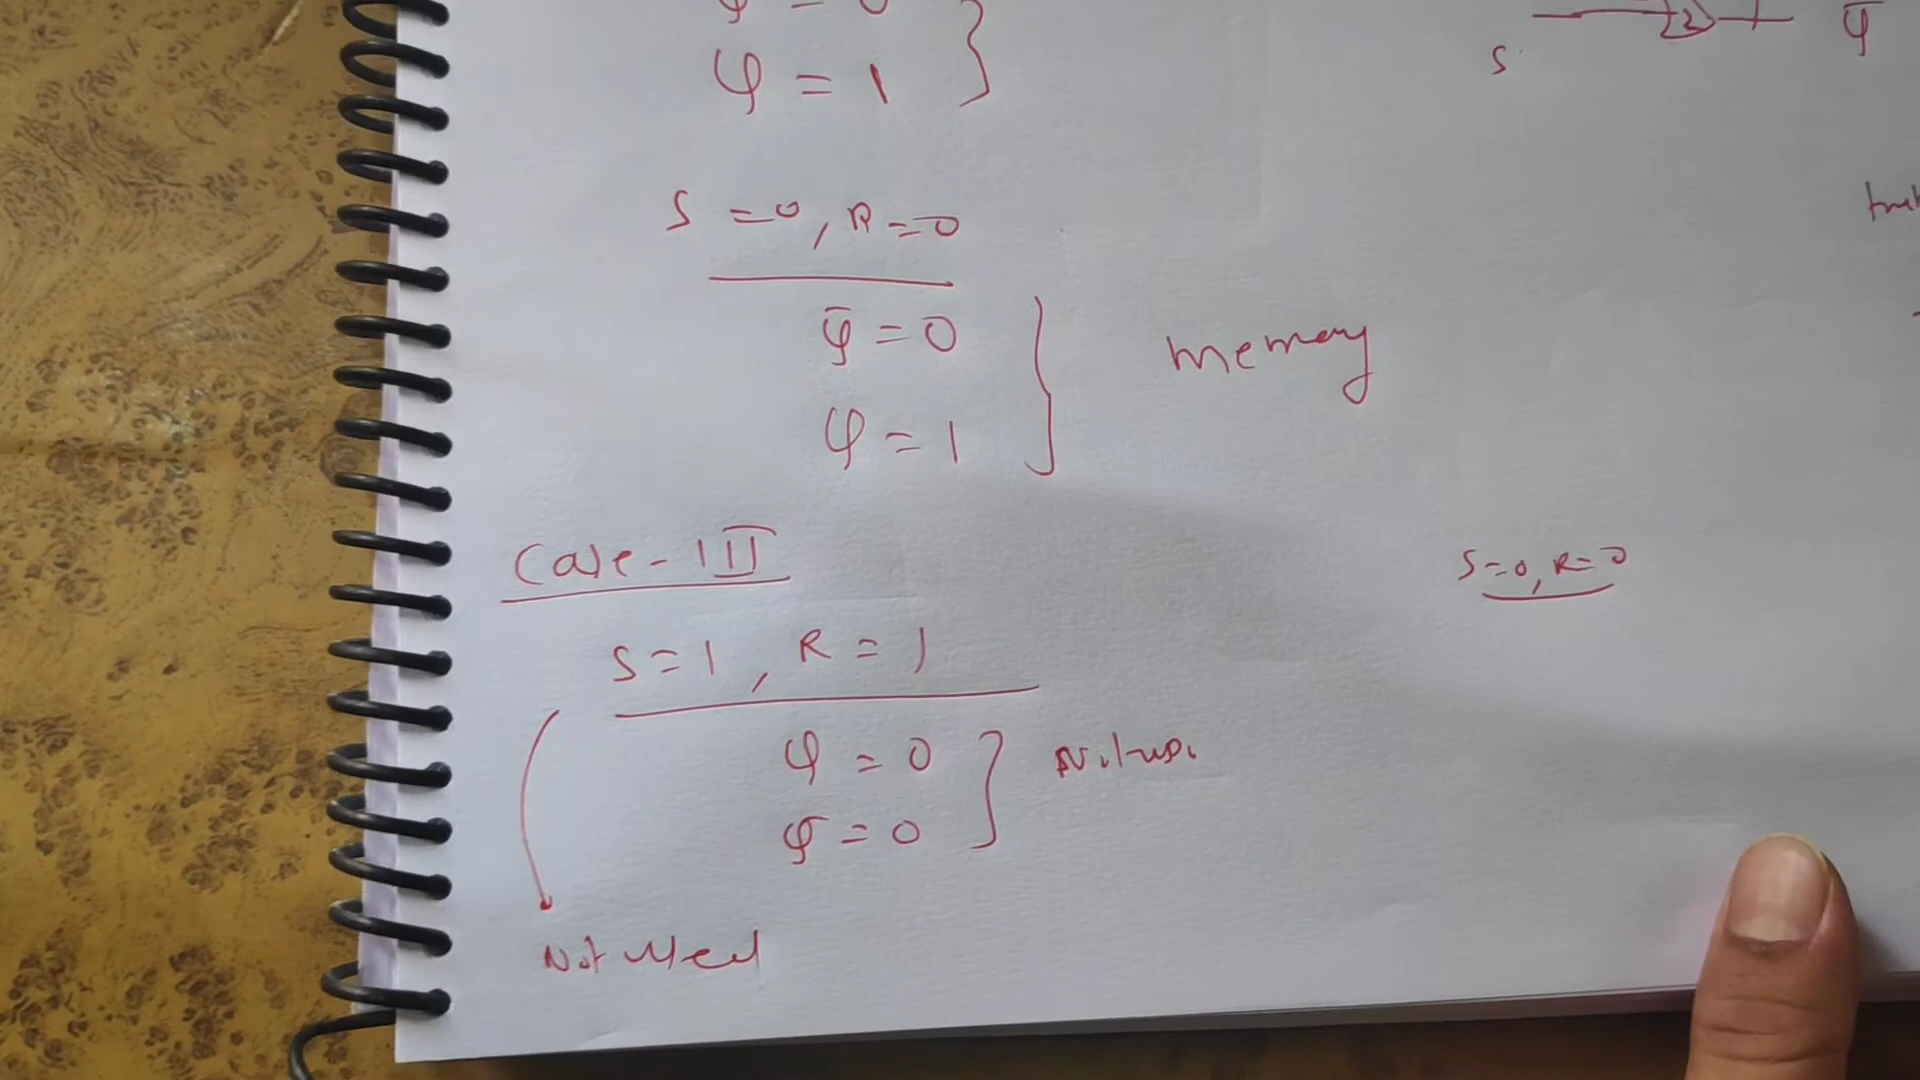 Q = 1
S
Q̅
S = 0, R = 0
Q̅ = 0
Q = 1
memory
Case - III
S = 0, R = 0
S = 1, R = 1
Q = 0
Q̅ = 0
Not used